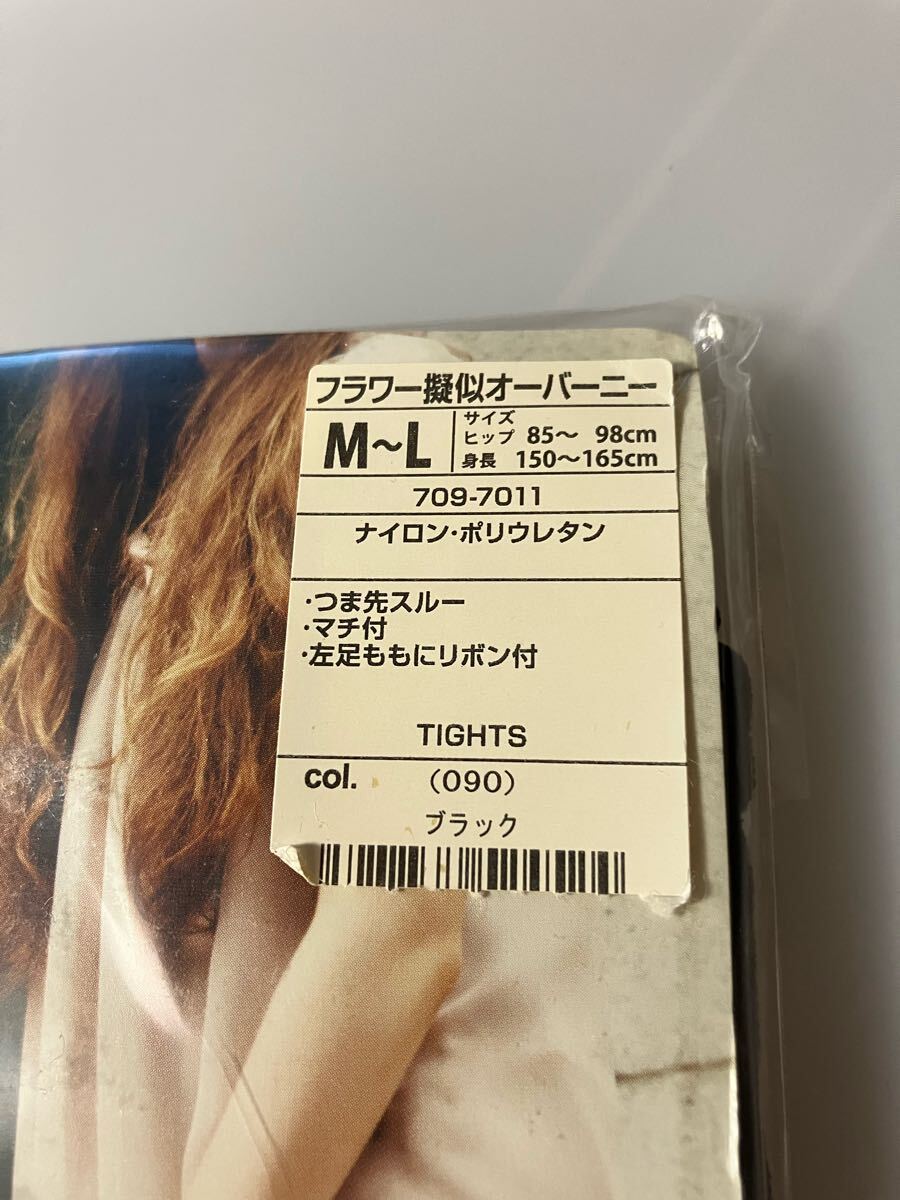 フラワー擬似オーバーニー
M~L
サイズ
ヒップ 85~ 98cm
身長 150~165cm
709-7011
ナイロン・ポリウレタン
・つま先スルー
・マチ付
・左足ももにリボン付
TIGHTS
col. (090)
ブラック